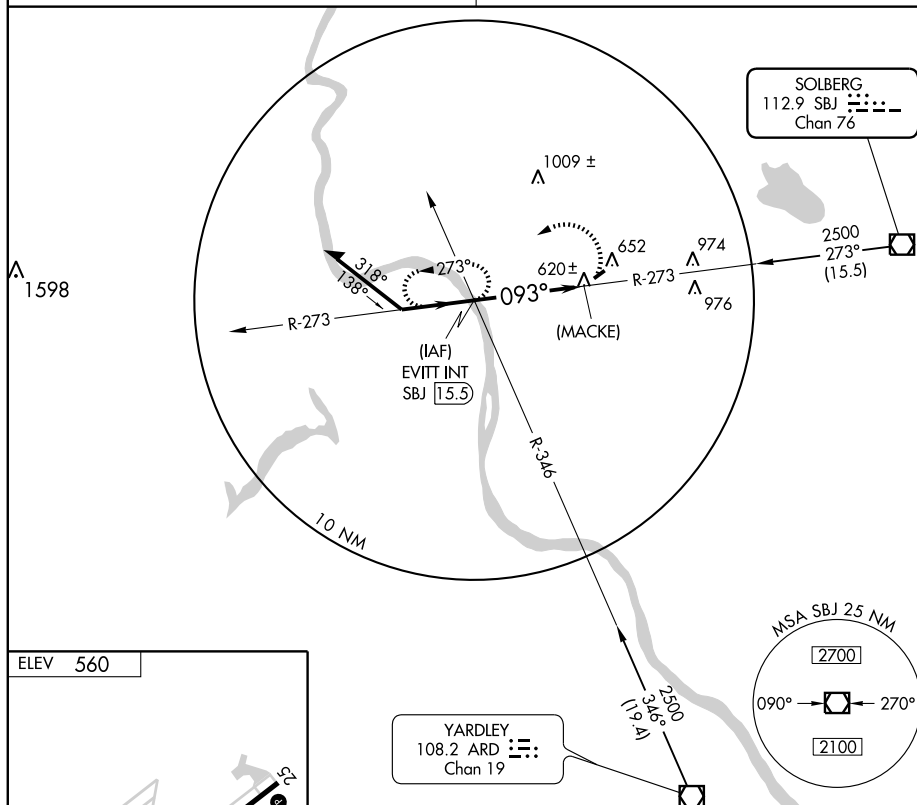 SOLBERG
112.9 SBJ
Chan 76
1009 ±
2500
273°
(15.5)
652
974
620±
R-273
976
1598
318°
138°
273°
093°
(MACKE)
R-273
(IAF)
EVITT INT
SBJ 15.5
R-346
10 NM
MSA SBJ 25 NM
2700
090°
270°
2100
ELEV 560
2500
346°
(19.4)
YARDLEY
108.2 ARD
Chan 19
25
P